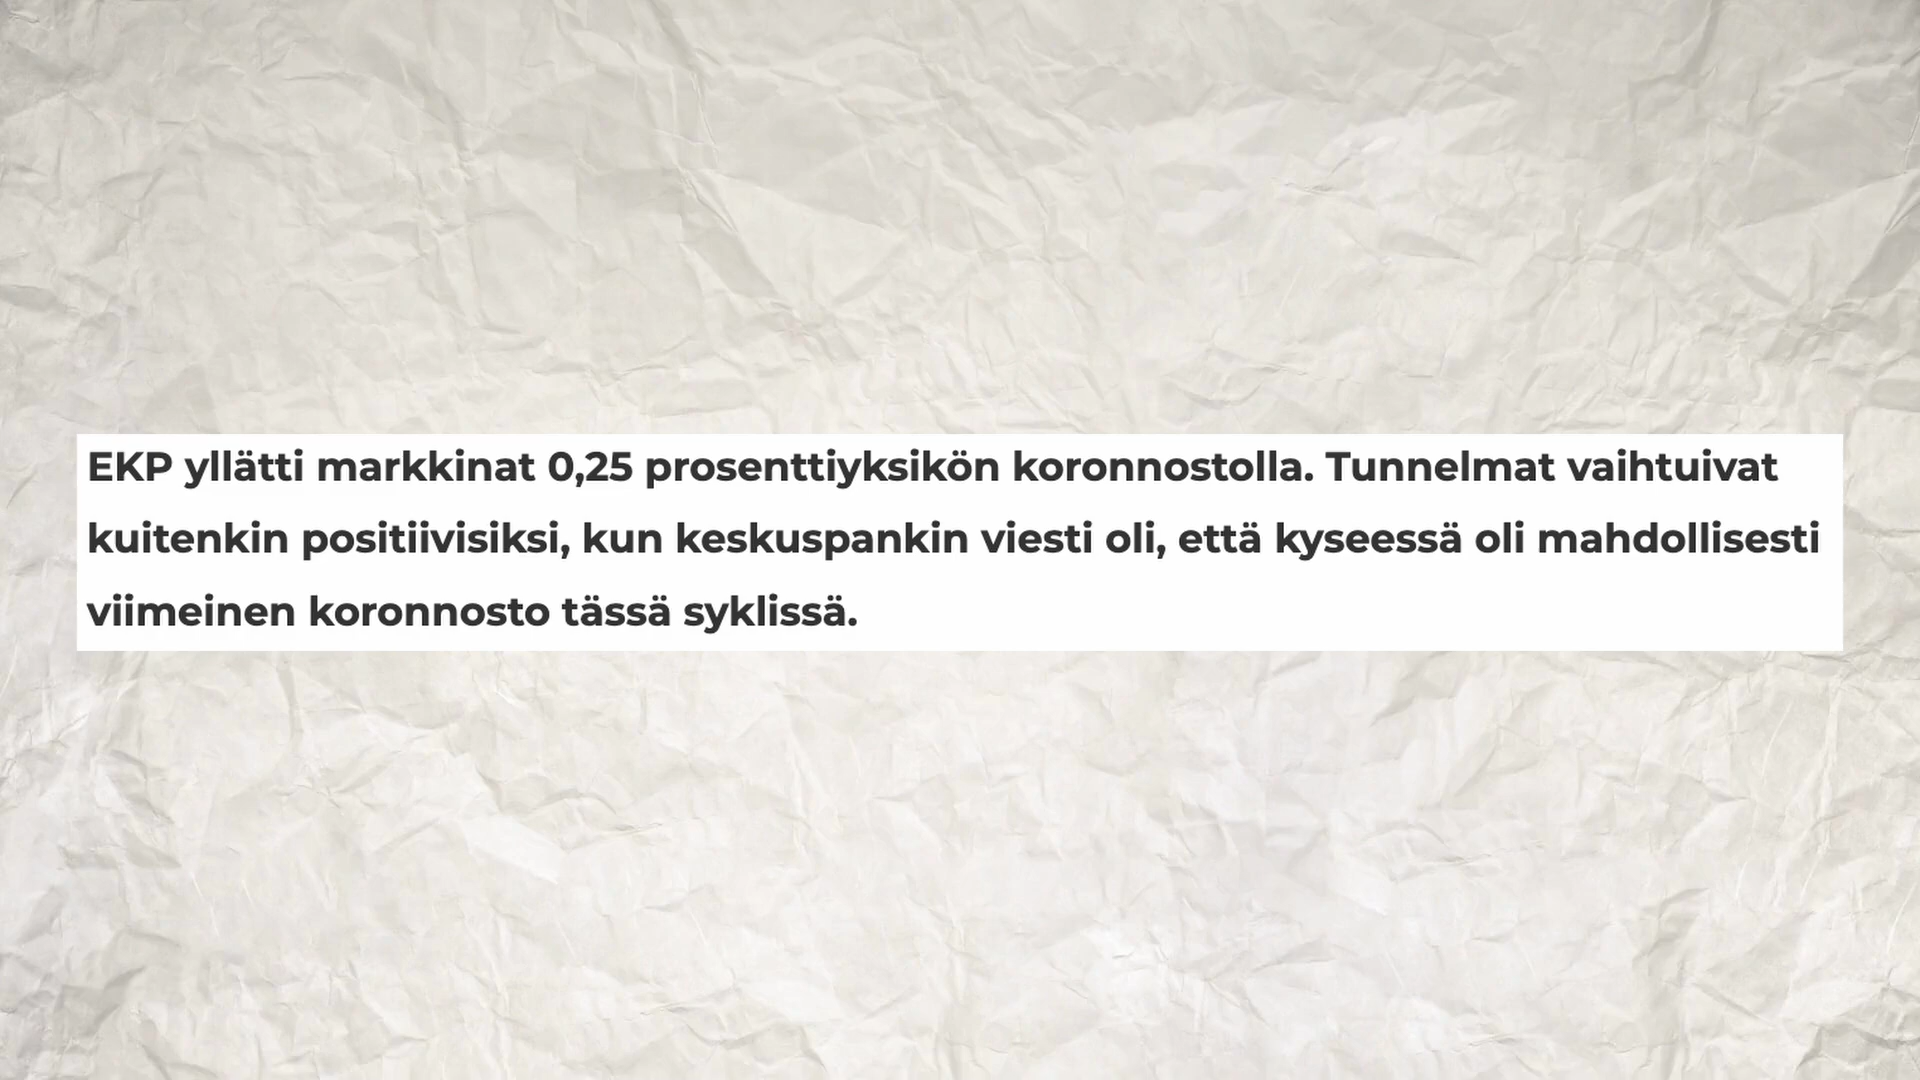 EKP yllätti markkinat 0,25 prosenttiyksikön koronnostolla. Tunnelmat vaihtuivat
kuitenkin positiivisiksi, kun keskuspankin viesti oli, että kyseessä oli mahdollisesti
viimeinen koronnosto tässä syklissä.